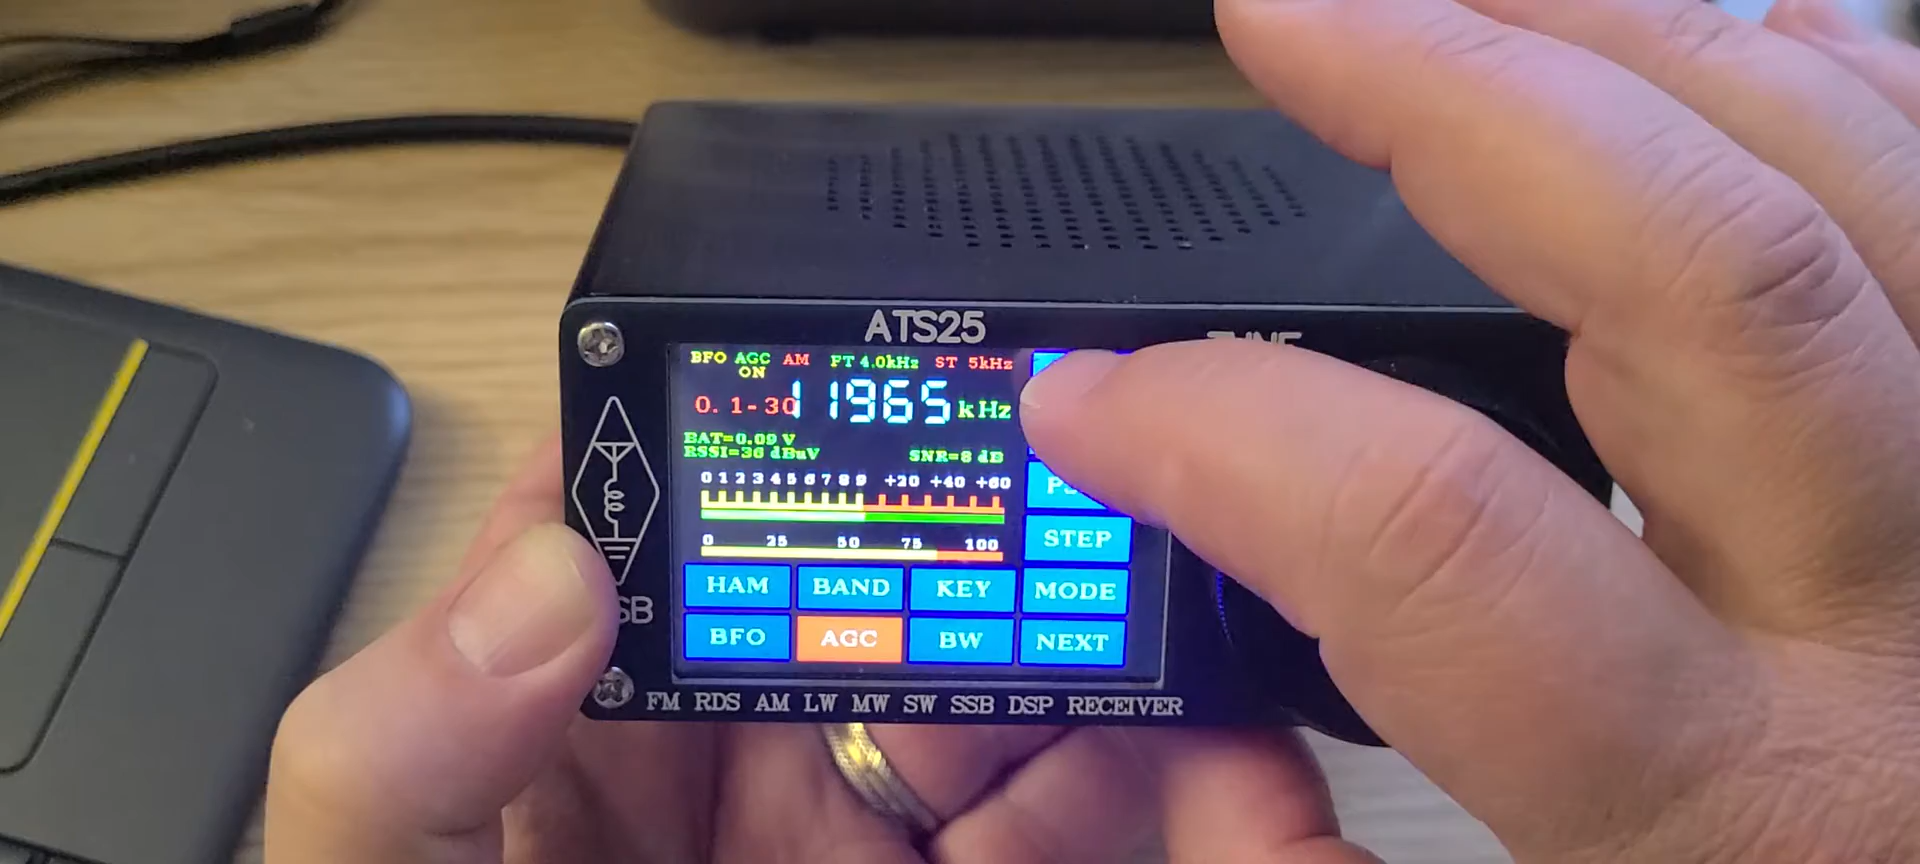 ATS25
BFO AGC AM FT 4.0kHz ST 5kHz
ON
0. 1-30 11965 kHz
BAT=0.09 V
RSSI=36 dBuV SNR=8 dB
0 1 2 3 4 5 6 7 8 9 +20 +40 +60
STEP
0 25 50 75 100
HAM BAND KEY MODE
BFO AGC BW NEXT
FM RDS AM LW MW SW SSB DSP RECEIVER